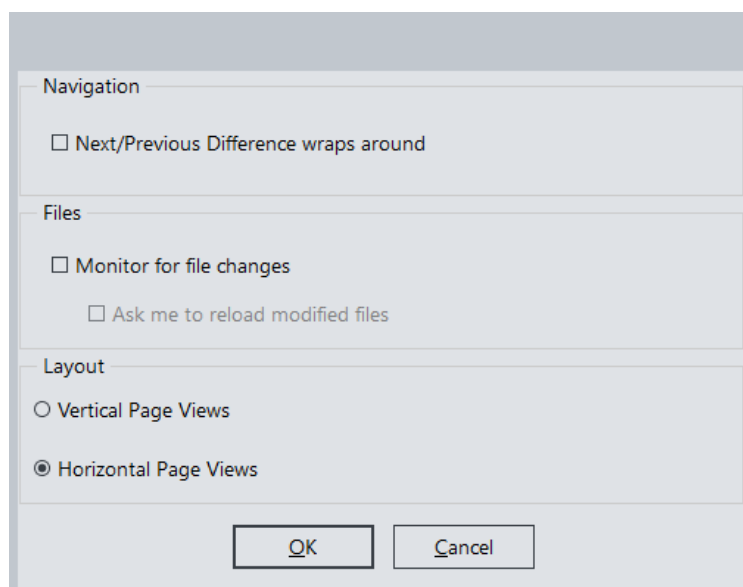 Navigation
Next/Previous Difference wraps around
Files
Monitor for file changes
Ask me to reload modified files
Layout
Vertical Page Views
Horizontal Page Views
OK Cancel